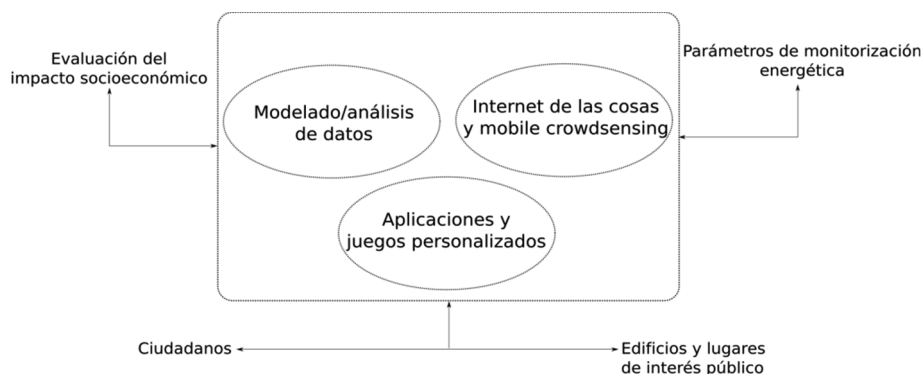 Evaluación del
impacto socioeconómico
Parámetros de monitorización
energética
Modelado/análisis
de datos
Internet de las cosas
y mobile crowdsensing
Aplicaciones y
juegos personalizados
Ciudadanos
Edificios y lugares
de interés público